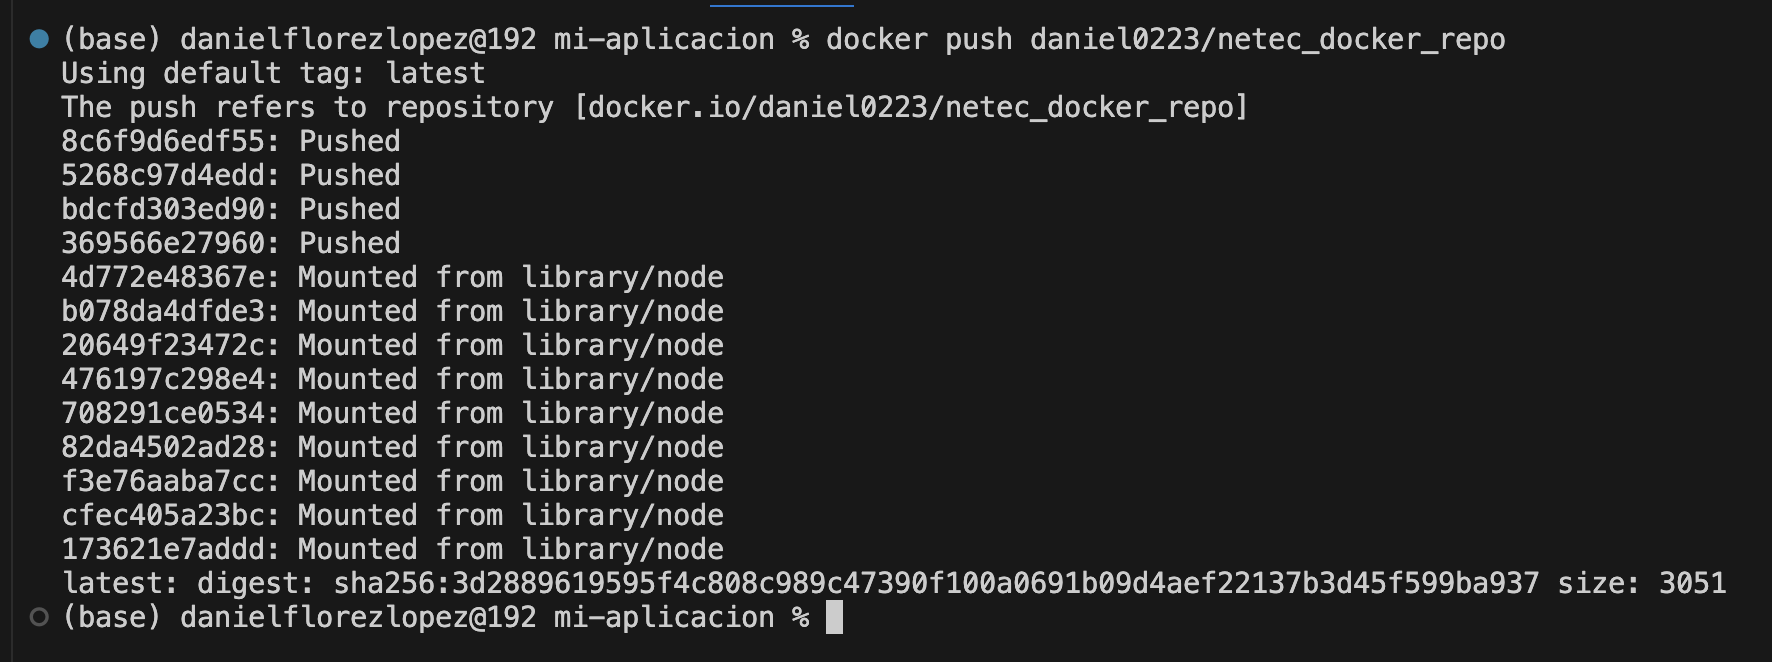 (base) danielflorezlopez@192 mi-aplicacion % docker push daniel0223/netec_docker_repo
Using default tag: latest
The push refers to repository [docker.io/daniel0223/netec_docker_repo]
8c6f9d6edf55: Pushed
5268c97d4edd: Pushed
bdcfd303ed90: Pushed
369566e27960: Pushed
4d772e48367e: Mounted from library/node
b078da4dfde3: Mounted from library/node
20649f23472c: Mounted from library/node
476197c298e4: Mounted from library/node
708291ce0534: Mounted from library/node
82da4502ad28: Mounted from library/node
f3e76aaba7cc: Mounted from library/node
cfec405a23bc: Mounted from library/node
173621e7addd: Mounted from library/node
latest: digest: sha256:3d2889619595f4c808c989c47390f100a0691b09d4aef22137b3d45f599ba937 size: 3051
(base) danielflorezlopez@192 mi-aplicacion %